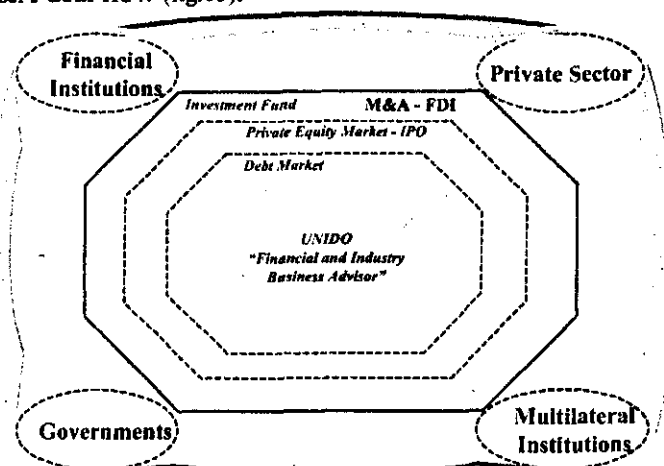 Financial
Institutions
Private Sector
Investment Fund M&A - FDI
Private Equity Market - IPO
Debt Market
UNIDO
"Financial and Industry
Business Advisor"
Governments
Multilateral
Institutions